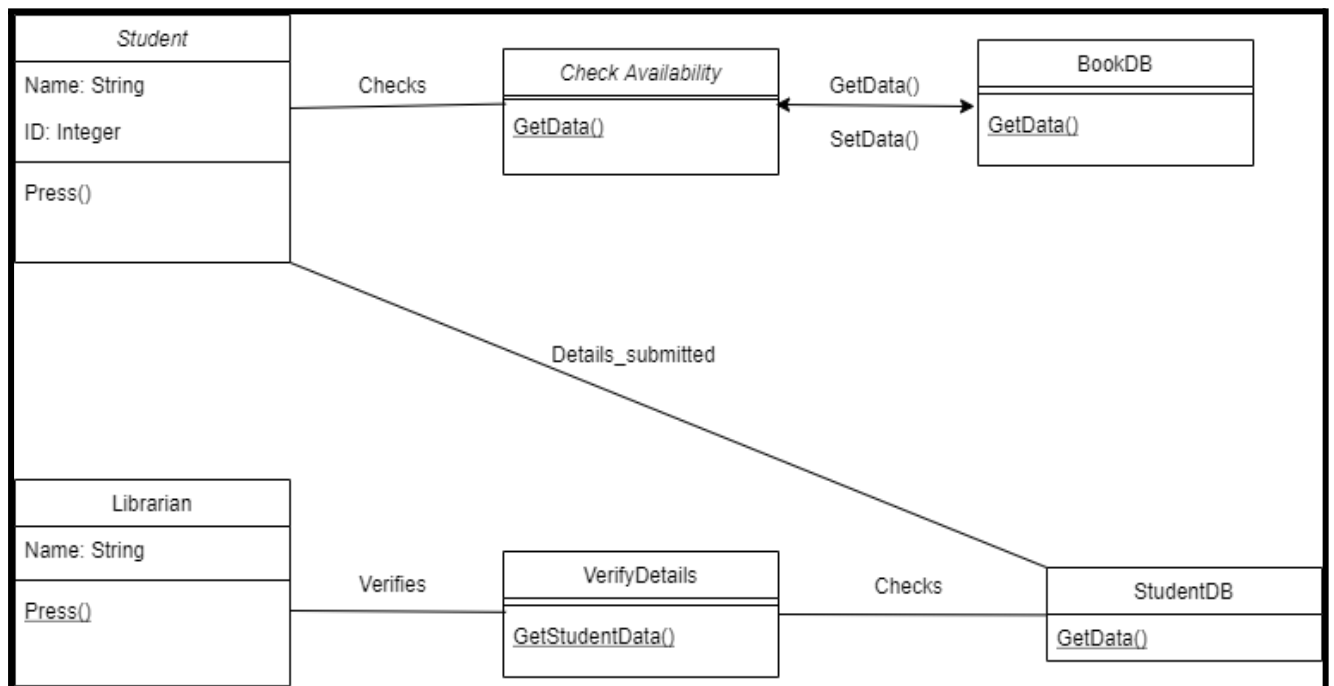 Student
Name: String
ID: Integer
Press()
Checks
Check Availability
GetData()
GetData()
SetData()
BookDB
GetData()
Details_submitted
Librarian
Name: String
Press()
Verifies
VerifyDetails
GetStudentData()
Checks
StudentDB
GetData()